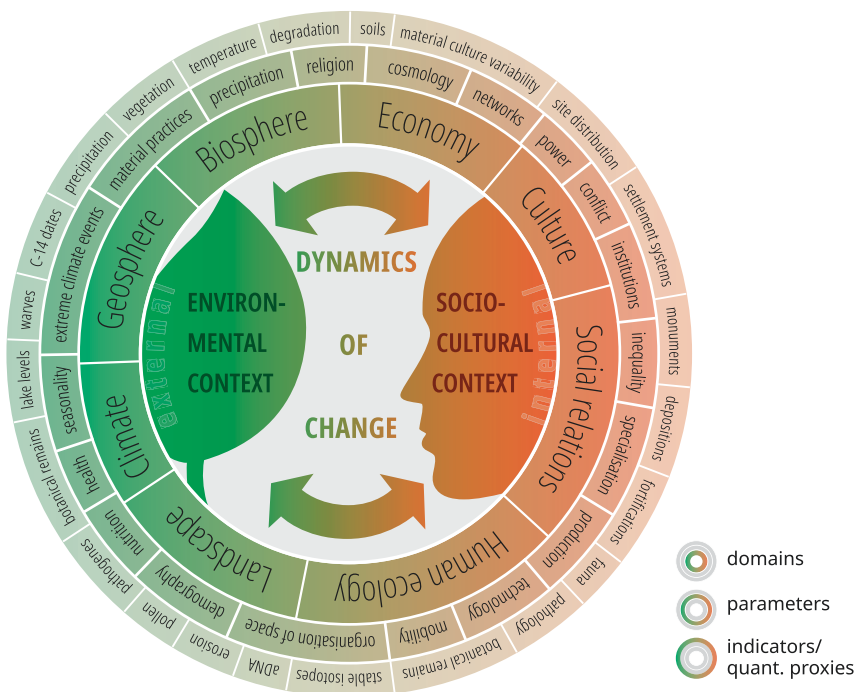 degradation
soils
material culture variability
site distribution
settlement systems
monuments
depositions
fortifications
fauna
pathology
botanical remains
stable isotopes
aDNA
erosion
pollen
pathogenes
botanical remains
lake levels
warves
C-14 dates
precipitation
vegetation
temperature
religion
cosmology
networks
power
conflict
institutions
inequality
specialisation
production
technology
mobility
organisation of space
demography
nutrition
health
seasonality
extreme climate events
material practices
precipitation
Biosphere
Economy
Culture
Social relations
Human ecology
Landscape
Climate
Geosphere
external
ENVIRON-
MENTAL
CONTEXT
DYNAMICS
OF
CHANGE
SOCIO-
CULTURAL
CONTEXT
internal
domains
parameters
indicators/
quant. proxies